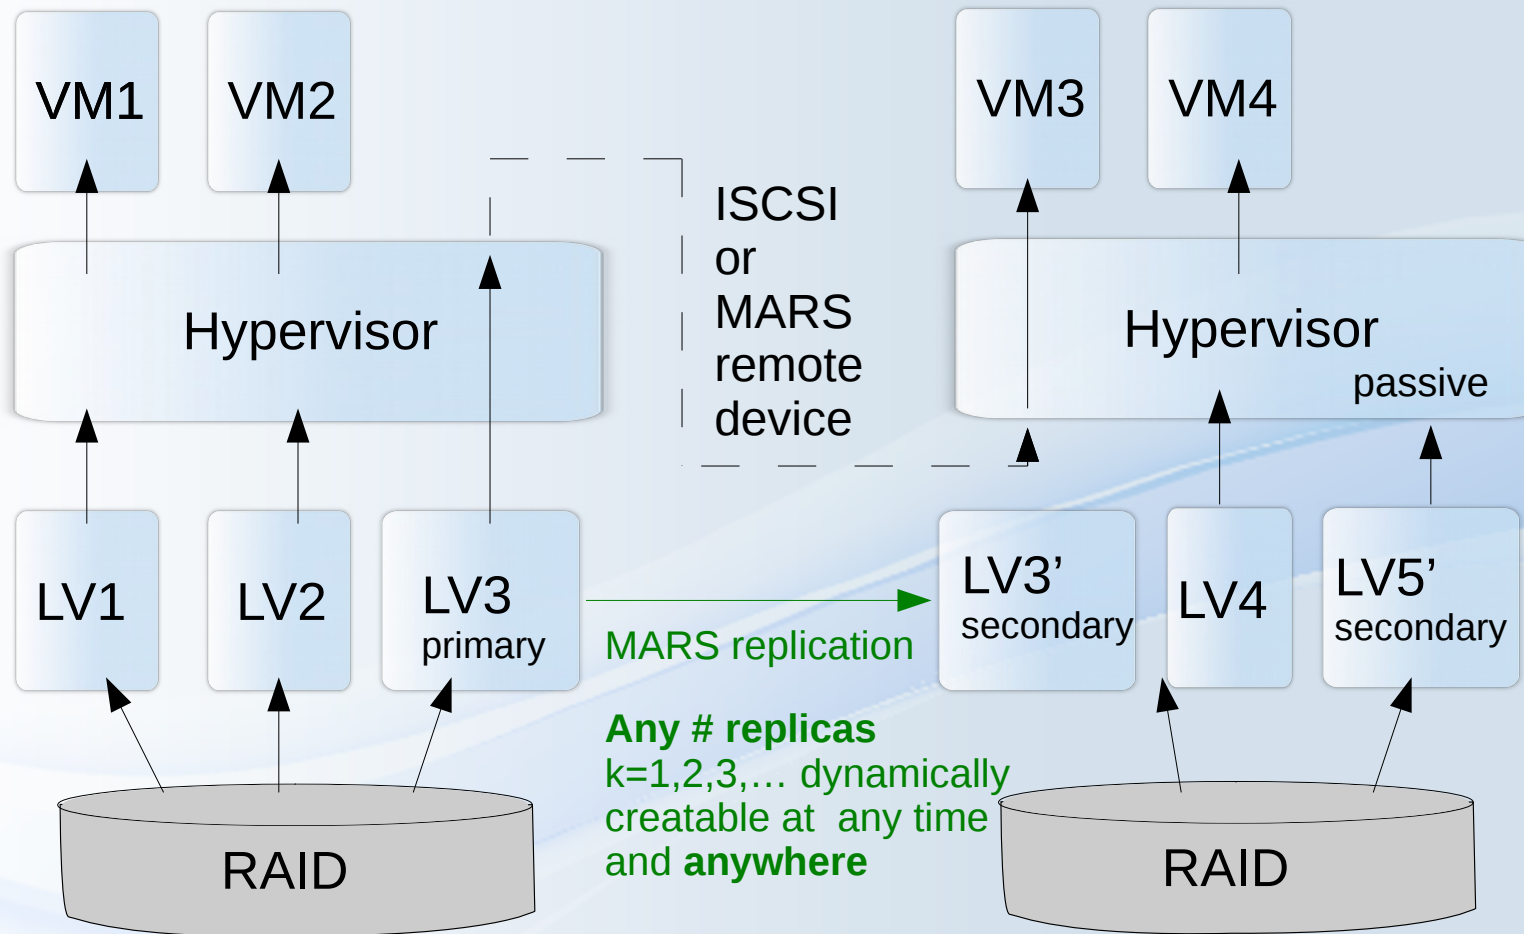 VM1
VM2
VM3
VM4
ISCSI
or
MARS
remote
device
Hypervisor
Hypervisor
passive
LV1
LV2
LV3
primary
MARS replication
LV3’
secondary
LV4
LV5’
secondary
Any # replicas
k=1,2,3,… dynamically
creatable at  any time
and anywhere
RAID
RAID